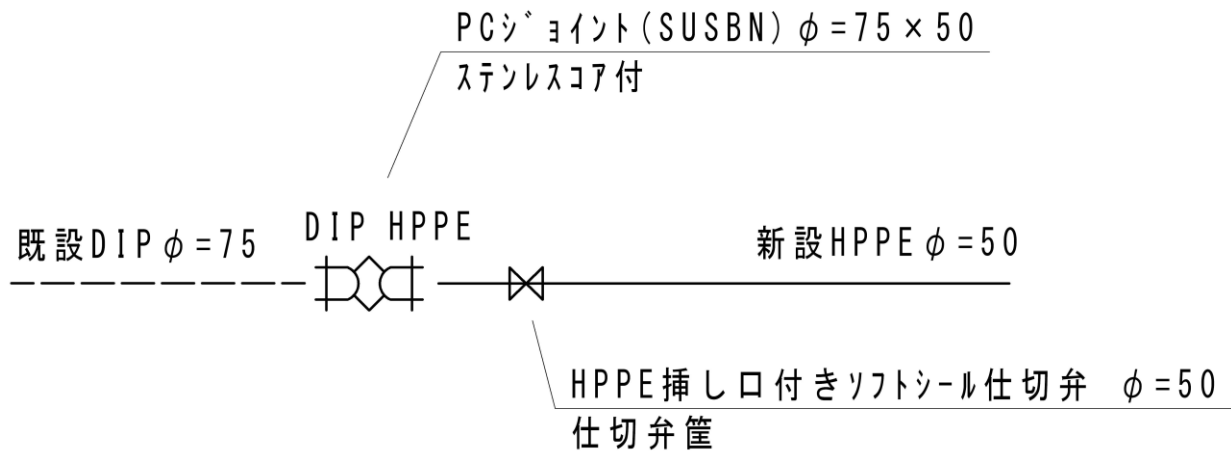 PCｼﾞｮｲﾝﾄ(SUSBN)φ=75×50
ｽﾃﾝﾚｽｺｱ付
既設DIPφ=75
DIP HPPE
新設HPPEφ=50
HPPE挿し口付きｿﾌﾄｼｰﾙ仕切弁 φ=50
仕切弁筐